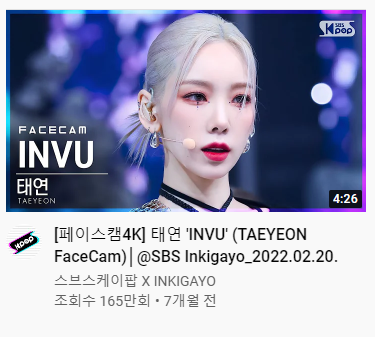 SBS
Kpop
FACECAM
INVU
태연
TAEYEON
4:26
KPOP
[페이스캠4K] 태연 'INVU' (TAEYEON
FaceCam)│@SBS Inkigayo_2022.02.20.
스브스케이팝 X INKIGAYO
조회수 165만회 • 7개월 전